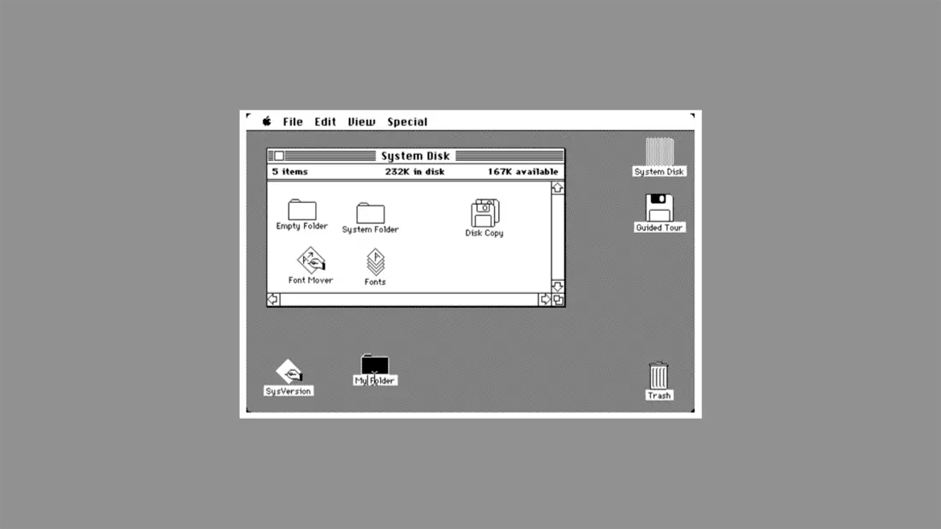 File Edit View Special
System Disk
5 items 232K in disk 167K available
Empty Folder System Folder Disk Copy
Font Mover Fonts
System Disk
Guided Tour
SysVersion
My Folder
Trash